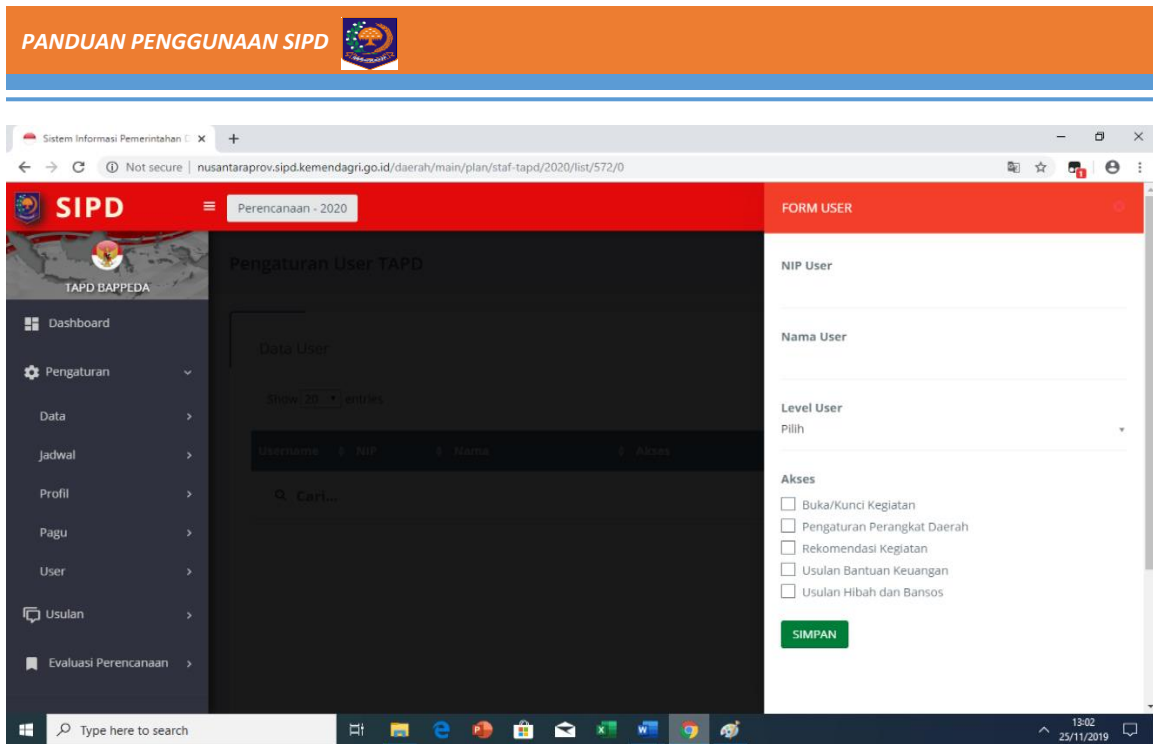 PANDUAN PENGGUNAAN SIPD
Sistem Informasi Pemerintahan
Not secure | nusantaraprov.sipd.kemendagri.go.id/daerah/main/plan/staf-tapd/2020/list/572/0
SIPD
Perencanaan - 2020
FORM USER
TAPD BAPPEDA
Pengaturan User TAPD
NIP User
Dashboard
Nama User
Data User
Pengaturan
Show 20 entries
Level User
Pilih
Data
Username NIP Nama Akses
Jadwal
Akses
Cari...
Profil
Buka/Kunci Kegiatan
Pengaturan Perangkat Daerah
Pagu
Rekomendasi Kegiatan
User
Usulan Bantuan Keuangan
Usulan Hibah dan Bansos
Usulan
SIMPAN
Evaluasi Perencanaan
Type here to search
13:02
25/11/2019